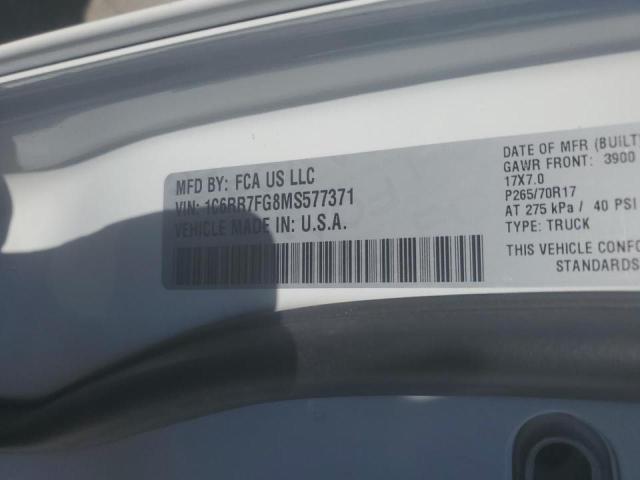 MFD BY: FCA US LLC
VIN: 1C6RR7FG8MS577371
VEHICLE MADE IN: U.S.A.
DATE OF MFR (BUILT)
GAWR FRONT: 3900
17X7.0
P265/70R17
AT 275 kPa / 40 PSI
TYPE: TRUCK
THIS VEHICLE CONFO
STANDARDS